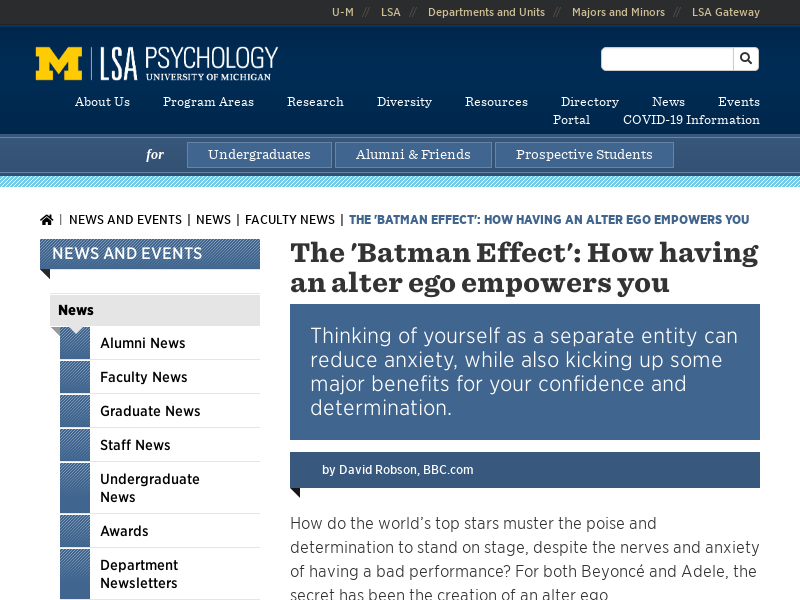 U-M // LSA // Departments and Units // Majors and Minors // LSA Gateway
M | LSA PSYCHOLOGY
UNIVERSITY OF MICHIGAN
About Us Program Areas Research Diversity Resources Directory News Events
Portal COVID-19 Information
for Undergraduates Alumni & Friends Prospective Students
| NEWS AND EVENTS | NEWS | FACULTY NEWS | THE 'BATMAN EFFECT': HOW HAVING AN ALTER EGO EMPOWERS YOU
NEWS AND EVENTS
News
Alumni News
Faculty News
Graduate News
Staff News
Undergraduate
News
Awards
Department
Newsletters
The 'Batman Effect': How having
an alter ego empowers you
Thinking of yourself as a separate entity can
reduce anxiety, while also kicking up some
major benefits for your confidence and
determination.
by David Robson, BBC.com
How do the world’s top stars muster the poise and
determination to stand on stage, despite the nerves and anxiety
of having a bad performance? For both Beyoncé and Adele, the
secret has been the creation of an alter ego